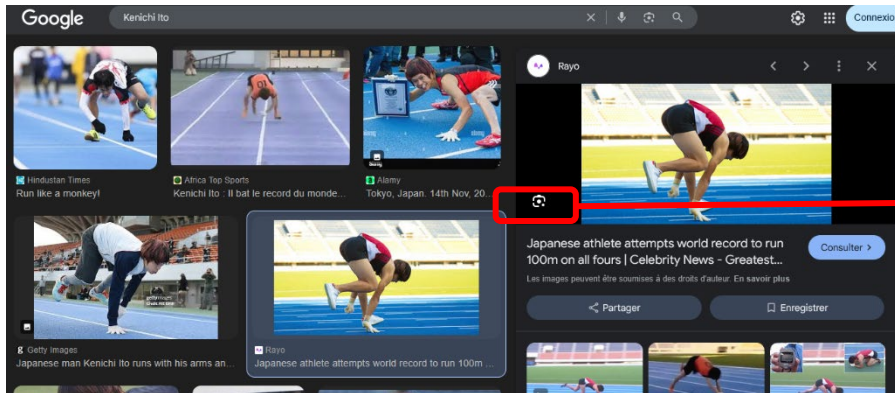 Google
Kenichi Ito
Connexio
Hindustan Times
Run like a monkey!
Africa Top Sports
Kenichi Ito : Il bat le record du monde...
Alamy
Tokyo, Japan. 14th Nov, 20...
Getty Images
Japanese man Kenichi Ito runs with his arms an...
Rayo
Japanese athlete attempts world record to run 100m ...
Rayo
Japanese athlete attempts world record to run
100m on all fours | Celebrity News - Greatest...
Consulter >
Les images peuvent être soumises à des droits d'auteur. En savoir plus
Partager
Enregistrer